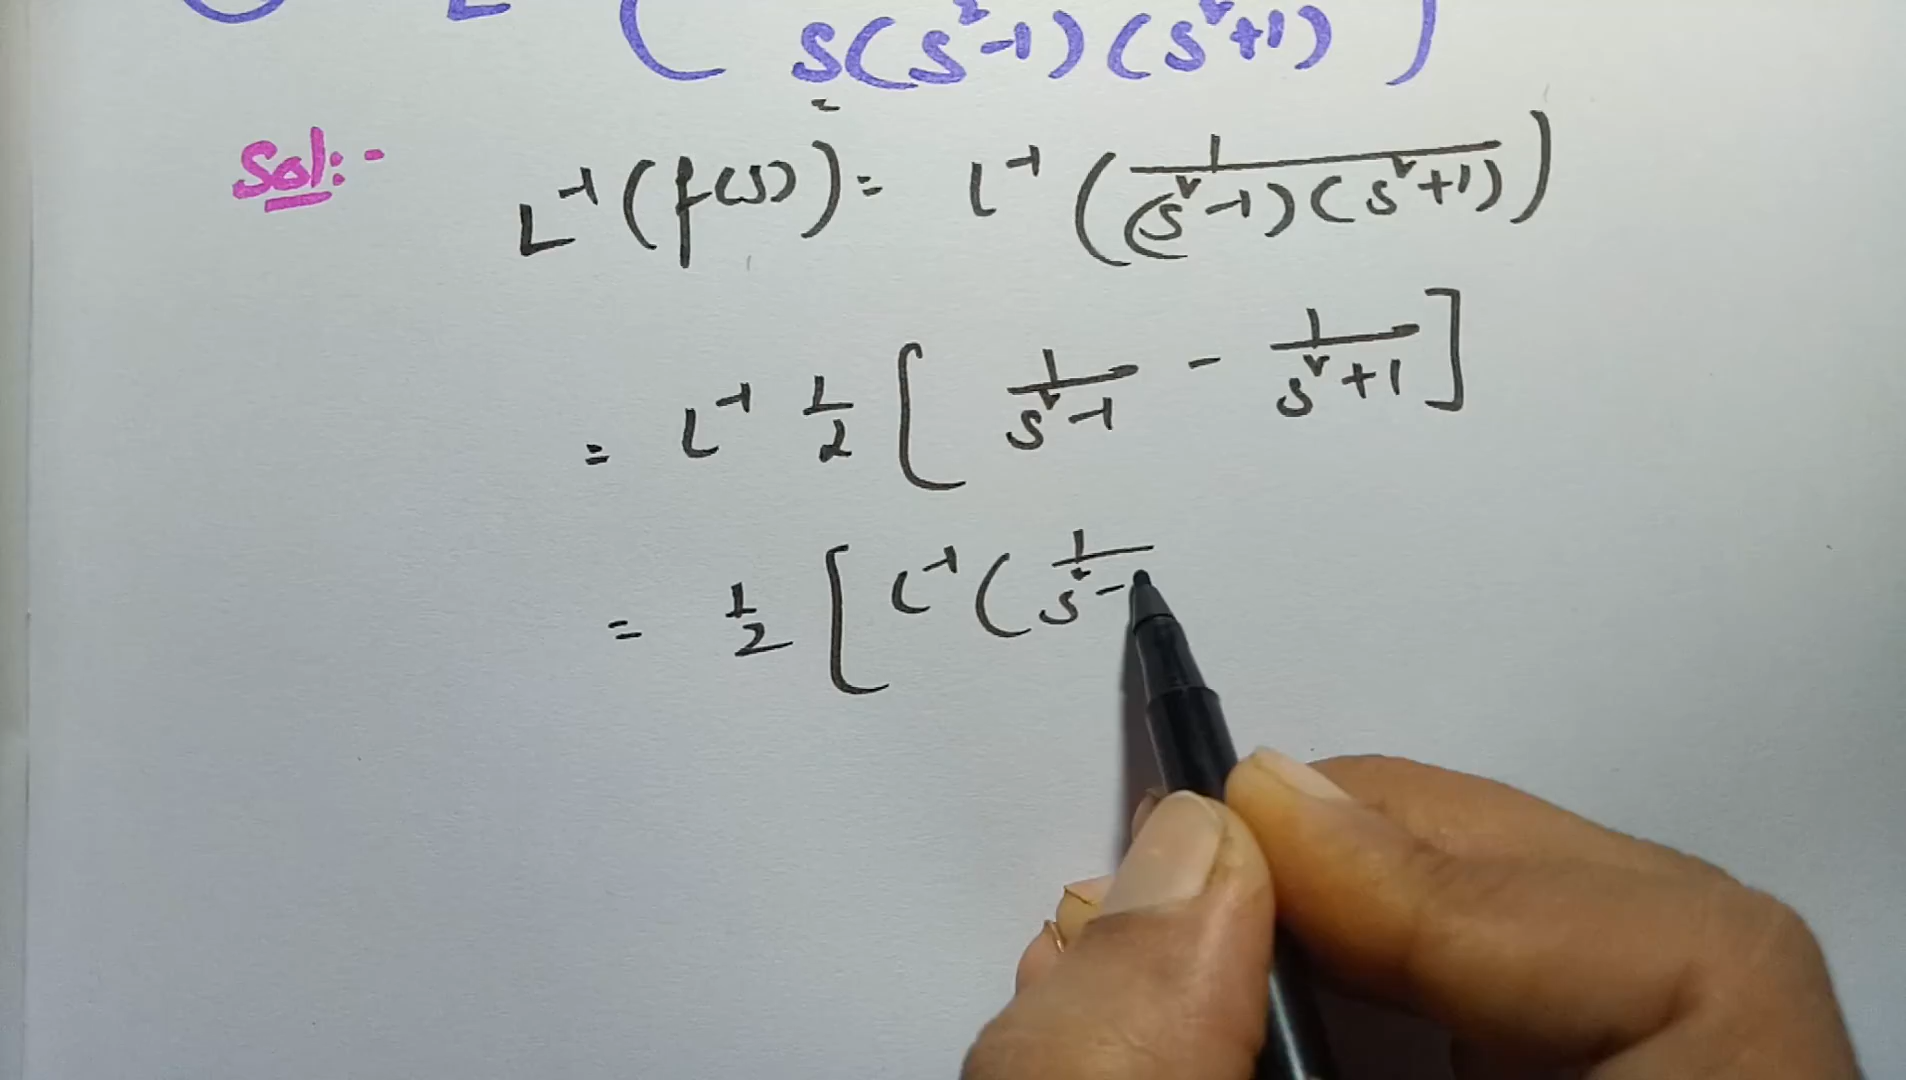 L⁻¹ ( s(s²-1)(s²+1) )
Sol:-
L⁻¹(f(s)) = L⁻¹ ( 1 / (s²-1)(s²+1) )
= L⁻¹ 1/2 [ 1/s²-1 - 1/s²+1 ]
= 1/2 [ L⁻¹ ( 1/s²-